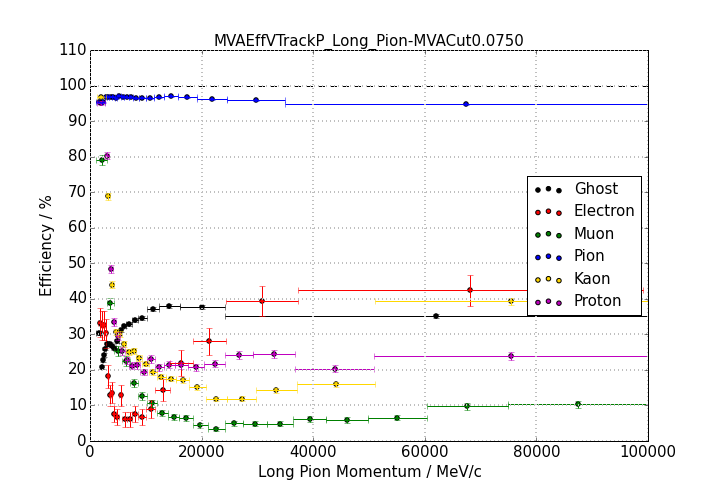 MVAEffVTrackP_Long_Pion-MVACut0.0750
110
100
90
80
70
60
50
40
30
20
10
0
Efficiency / %
Ghost
Electron
Muon
Pion
Kaon
Proton
0 20000 40000 60000 80000 100000
Long Pion Momentum / MeV/c